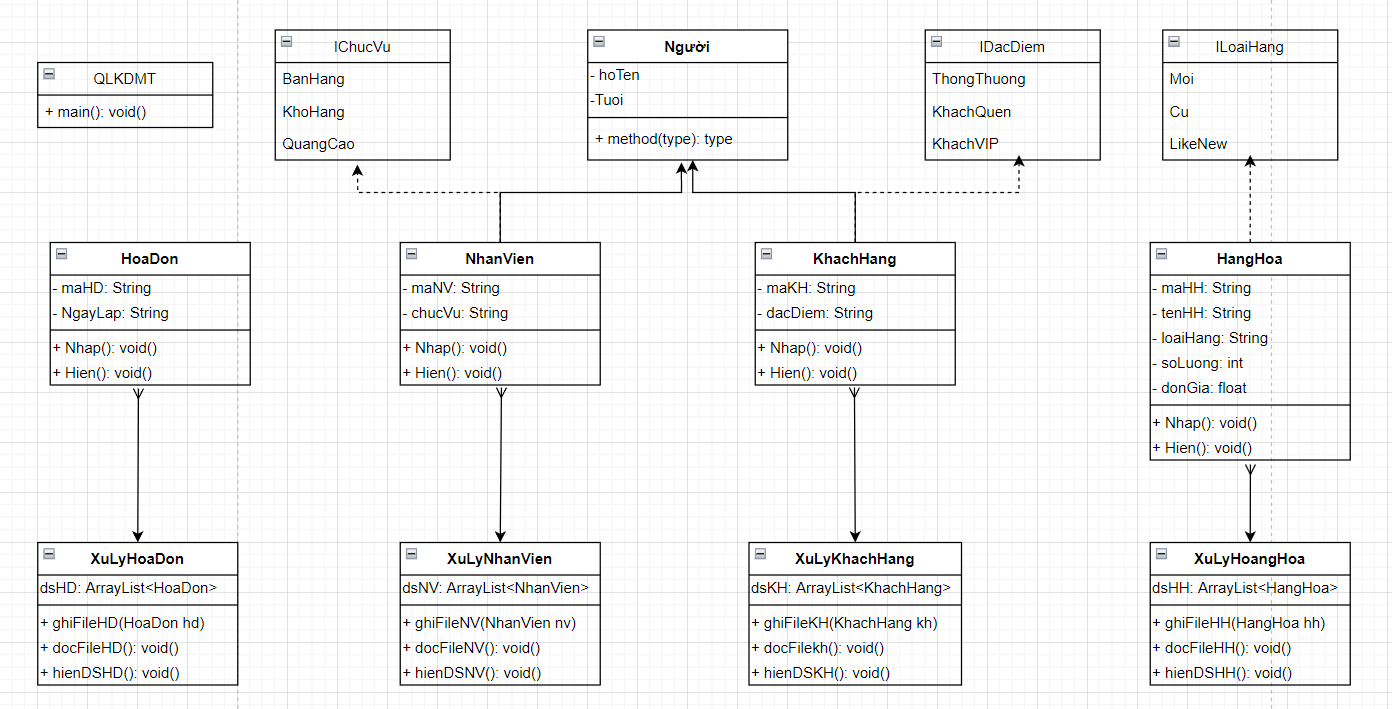 QLKDMT
+ main(): void()
IChucVu
BanHang
KhoHang
QuangCao
Người
- hoTen
-Tuoi
+ method(type): type
IDacDiem
ThongThuong
KhachQuen
KhachVIP
ILoaiHang
Moi
Cu
LikeNew
HoaDon
- maHD: String
- NgayLap: String
+ Nhap(): void()
+ Hien(): void()
NhanVien
- maNV: String
- chucVu: String
+ Nhap(): void()
+ Hien(): void()
KhachHang
- maKH: String
- dacDiem: String
+ Nhap(): void()
+ Hien(): void()
HangHoa
- maHH: String
- tenHH: String
- loaiHang: String
- soLuong: int
- donGia: float
+ Nhap(): void()
+ Hien(): void()
XuLyHoaDon
dsHD: ArrayList<HoaDon>
+ ghiFileHD(HoaDon hd)
+ docFileHD(): void()
+ hienDSHD(): void()
XuLyNhanVien
dsNV: ArrayList<NhanVien>
+ ghiFileNV(NhanVien nv)
+ docFileNV(): void()
+ hienDSNV(): void()
XuLyKhachHang
dsKH: ArrayList<KhachHang>
+ ghiFileKH(KhachHang kh)
+ docFilekh(): void()
+ hienDSKH(): void()
XuLyHoangHoa
dsHH: ArrayList<HangHoa>
+ ghiFileHH(HangHoa hh)
+ docFileHH(): void()
+ hienDSHH(): void()